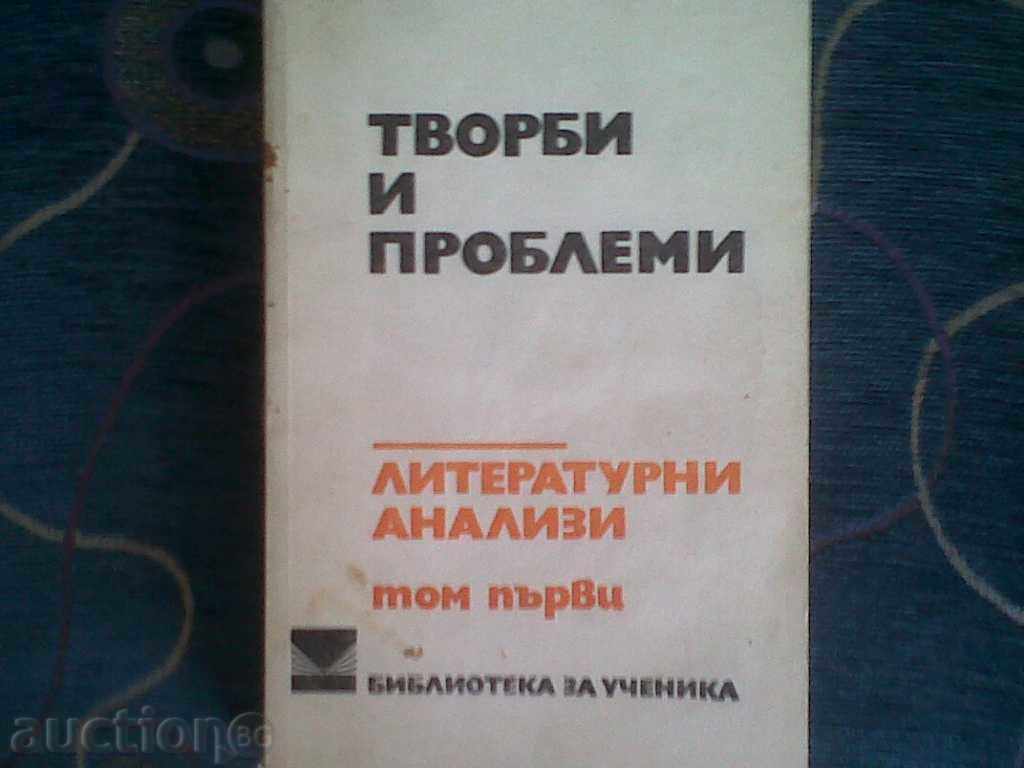 ТВОРБИ
И
ПРОБЛЕМИ
ЛИТЕРАТУРНИ
АНАЛИЗИ
том първи
БИБЛИОТЕКА ЗА УЧЕНИКА
auction.bg